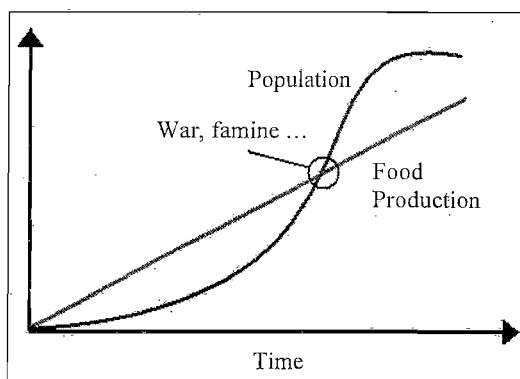 Population
War, famine ...
Food
Production
Time